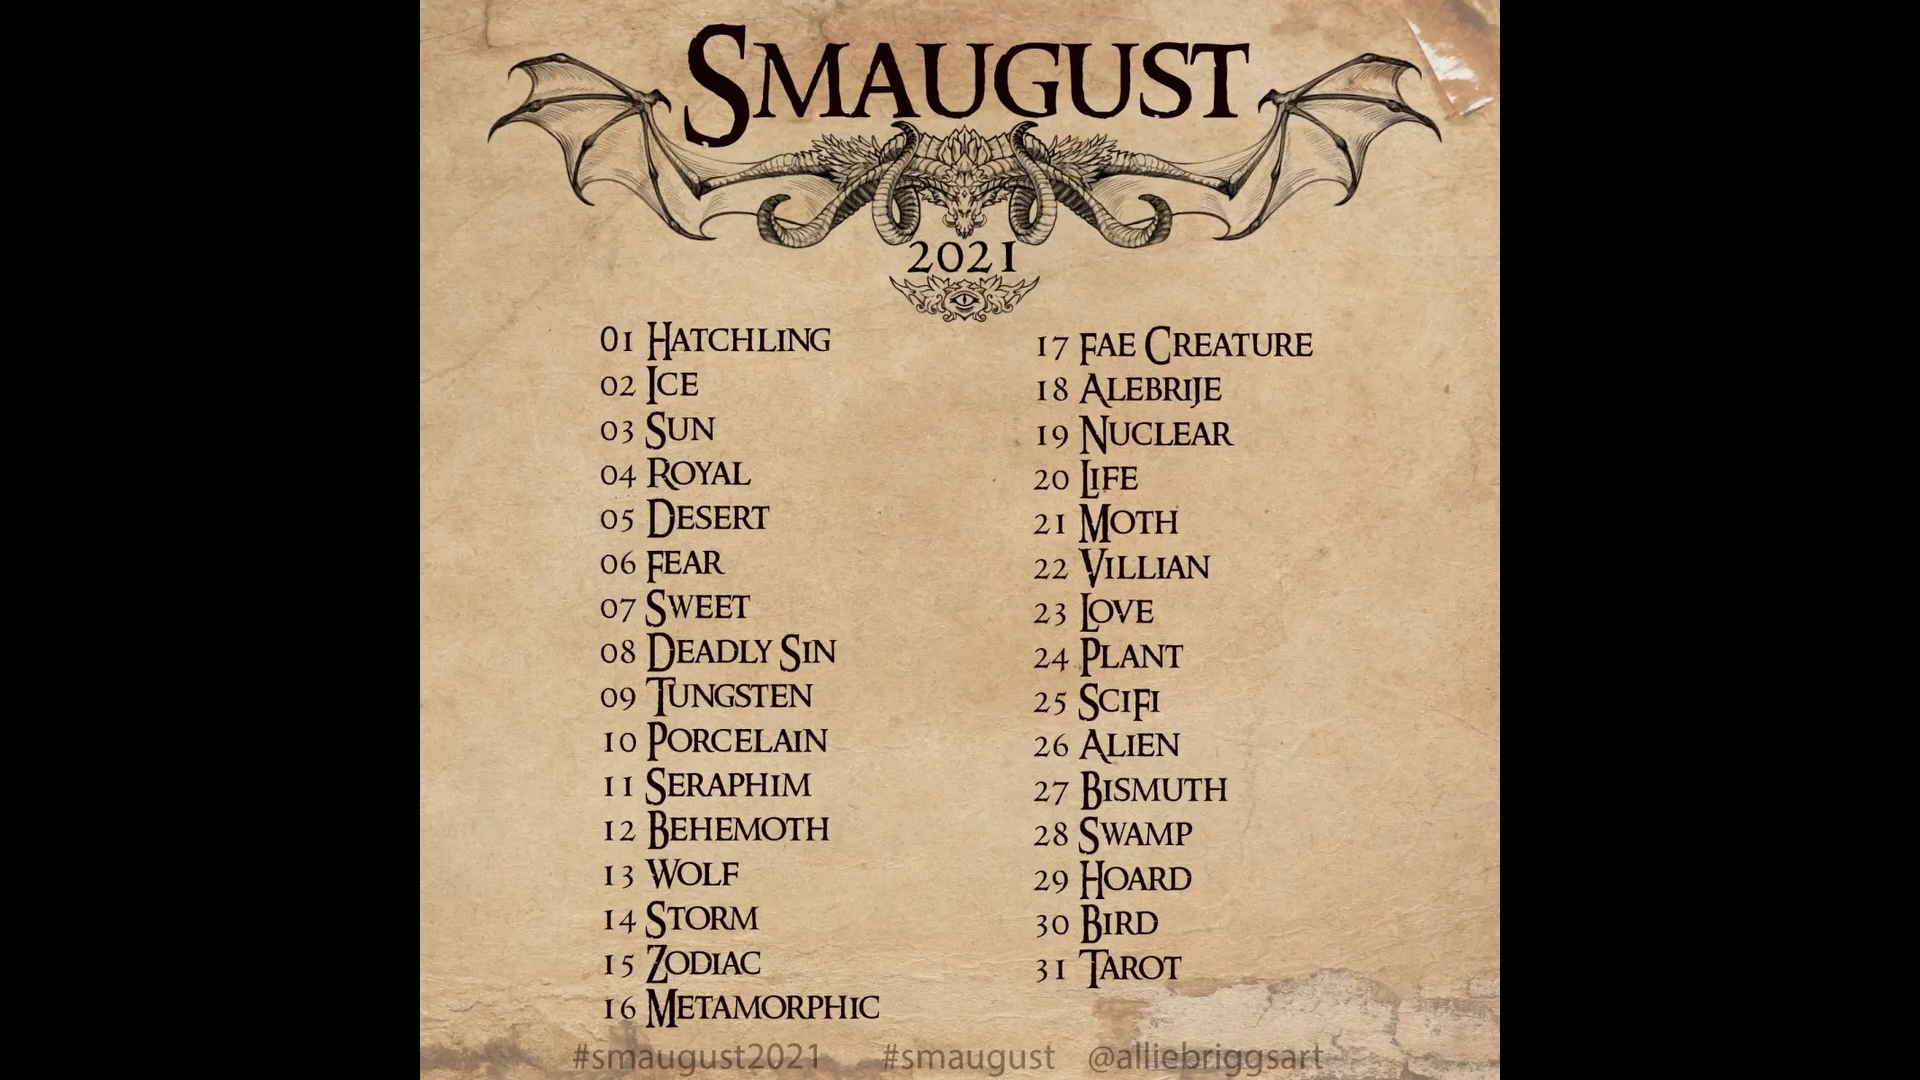 SMAUGUST
2021
01 HATCHLING
02 ICE
03 SUN
04 ROYAL
05 DESERT
06 FEAR
07 SWEET
08 DEADLY SIN
09 TUNGSTEN
10 PORCELAIN
11 SERAPHIM
12 BEHEMOTH
13 WOLF
14 STORM
15 ZODIAC
16 METAMORPHIC
17 FAE CREATURE
18 ALEBRIJE
19 NUCLEAR
20 LIFE
21 MOTH
22 VILLIAN
23 LOVE
24 PLANT
25 SCIFI
26 ALIEN
27 BISMUTH
28 SWAMP
29 HOARD
30 BIRD
31 TAROT
#smaugust2021 #smaugust @alliebriggsart